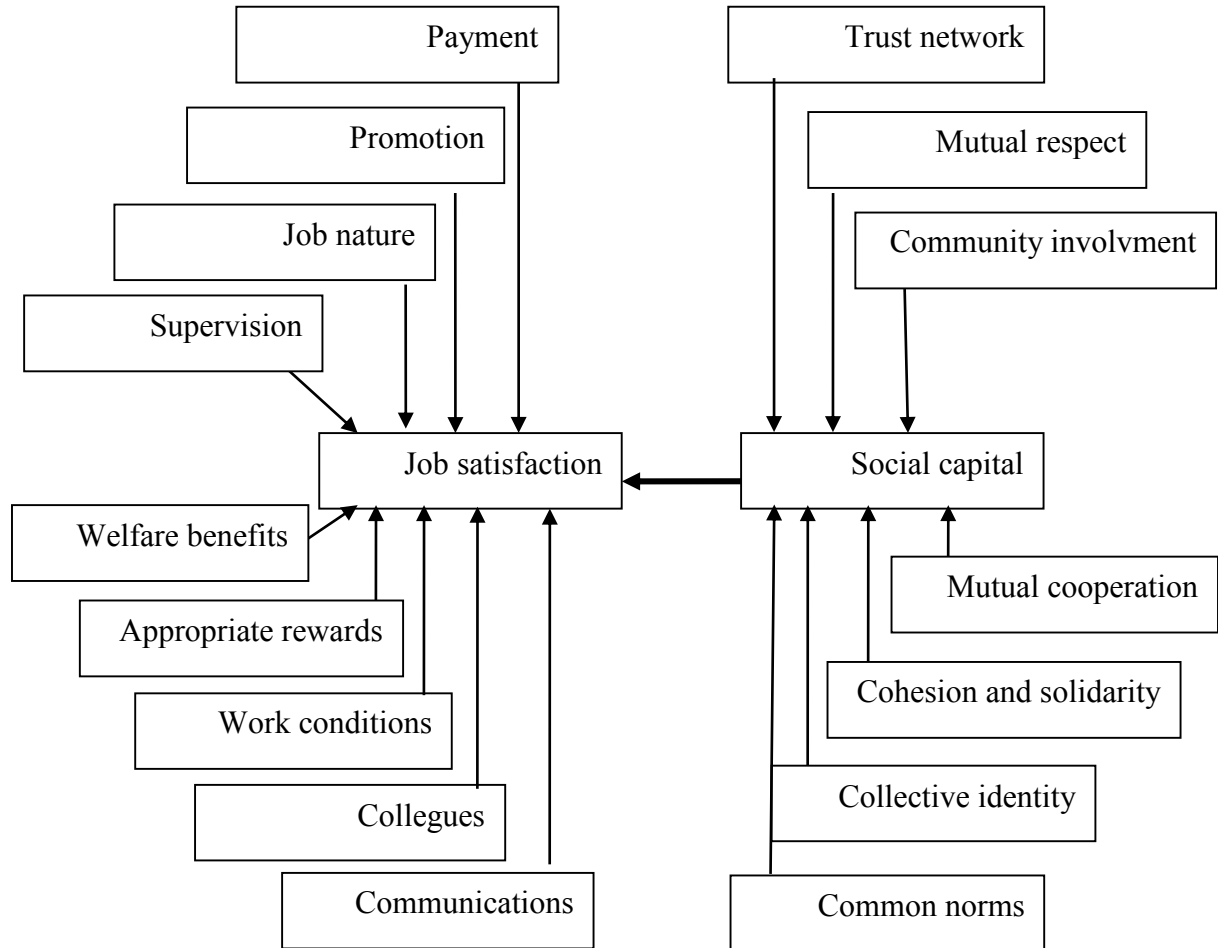 Payment
Trust network
Promotion
Mutual respect
Job nature
Community involvment
Supervision
Job satisfaction
Social capital
Welfare benefits
Mutual cooperation
Appropriate rewards
Cohesion and solidarity
Work conditions
Collective identity
Collegues
Communications
Common norms